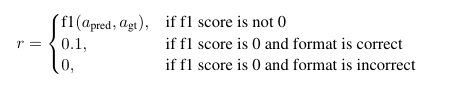 r = { f1(a_pred, a_gt), if f1 score is not 0
0.1, if f1 score is 0 and format is correct
0, if f1 score is 0 and format is incorrect